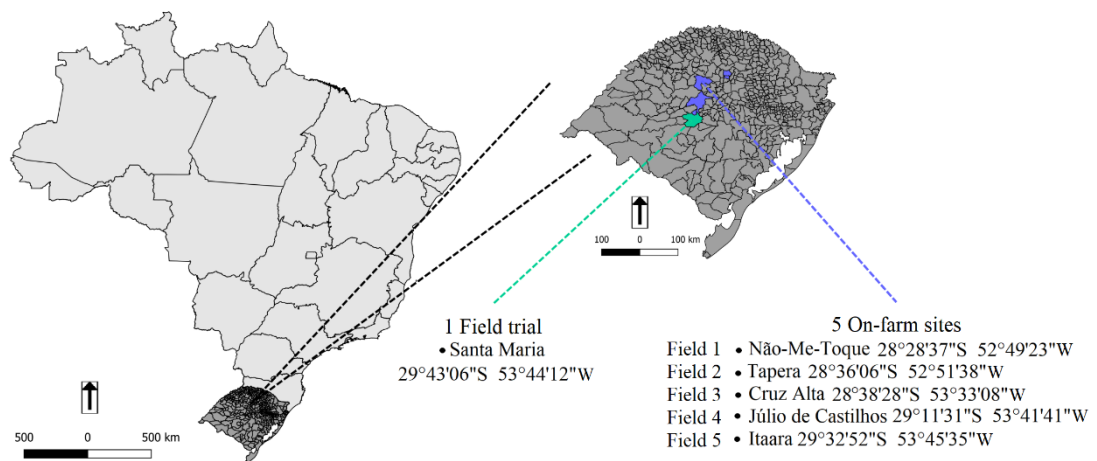 100 0 100 km
1 Field trial
• Santa Maria
29°43'06"S 53°44'12"W
5 On-farm sites
Field 1 • Não-Me-Toque 28°28'37"S 52°49'23"W
Field 2 • Tapera 28°36'06"S 52°51'38"W
Field 3 • Cruz Alta 28°38'28"S 53°33'08"W
Field 4 • Júlio de Castilhos 29°11'31"S 53°41'41"W
Field 5 • Itaara 29°32'52"S 53°45'35"W
500 0 500 km